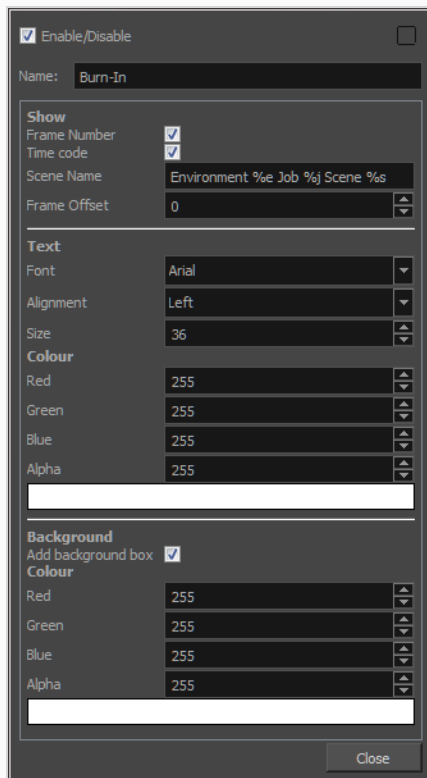 Enable/Disable
Name: Burn-In
Show
Frame Number
Time code
Scene Name Environment %e Job %j Scene %s
Frame Offset 0
Text
Font Arial
Alignment Left
Size 36
Colour
Red 255
Green 255
Blue 255
Alpha 255
Background
Add background box
Colour
Red 255
Green 255
Blue 255
Alpha 255
Close